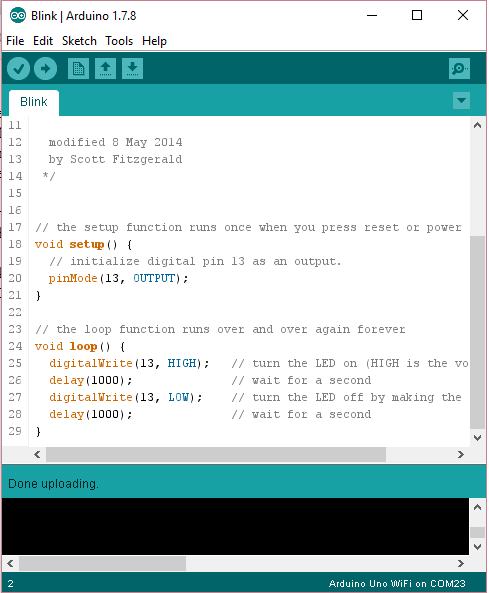 Blink | Arduino 1.7.8
File Edit Sketch Tools Help
Blink
11
12   modified 8 May 2014
13   by Scott Fitzgerald
14  */
15
16
17 // the setup function runs once when you press reset or power
18 void setup() {
19   // initialize digital pin 13 as an output.
20   pinMode(13, OUTPUT);
21 }
22
23 // the loop function runs over and over again forever
24 void loop() {
25   digitalWrite(13, HIGH);   // turn the LED on (HIGH is the vo
26   delay(1000);              // wait for a second
27   digitalWrite(13, LOW);    // turn the LED off by making the
28   delay(1000);              // wait for a second
29 }
Done uploading.
2 Arduino Uno WiFi on COM23